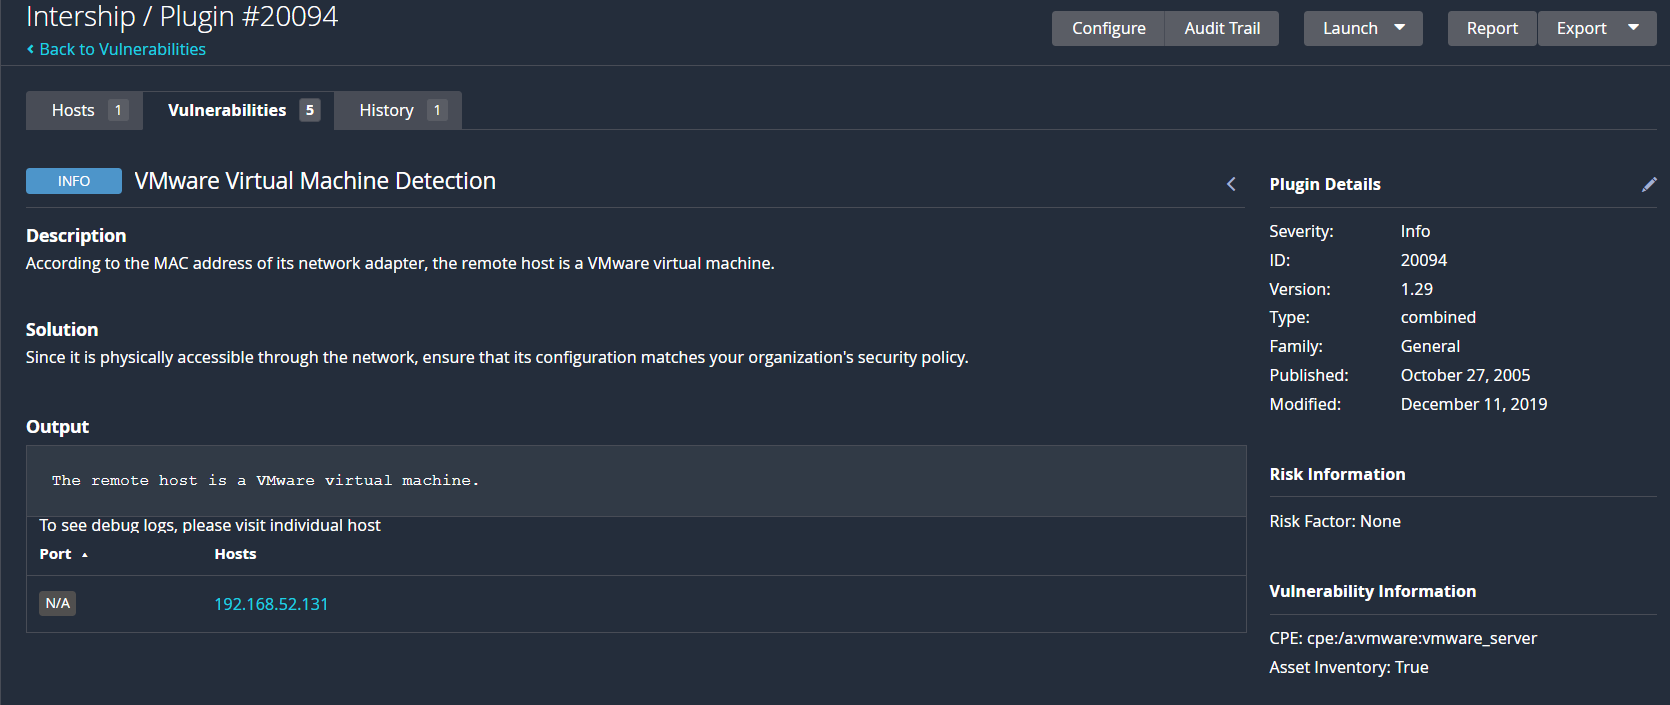 Intership / Plugin #20094
Back to Vulnerabilities
Configure
Audit Trail
Launch
Report
Export
Hosts 1
Vulnerabilities 5
History 1
INFO VMware Virtual Machine Detection
Description
According to the MAC address of its network adapter, the remote host is a VMware virtual machine.
Solution
Since it is physically accessible through the network, ensure that its configuration matches your organization's security policy.
Output
The remote host is a VMware virtual machine.
To see debug logs, please visit individual host
Port Hosts
N/A 192.168.52.131
Plugin Details
Severity: Info
ID: 20094
Version: 1.29
Type: combined
Family: General
Published: October 27, 2005
Modified: December 11, 2019
Risk Information
Risk Factor: None
Vulnerability Information
CPE: cpe:/a:vmware:vmware_server
Asset Inventory: True